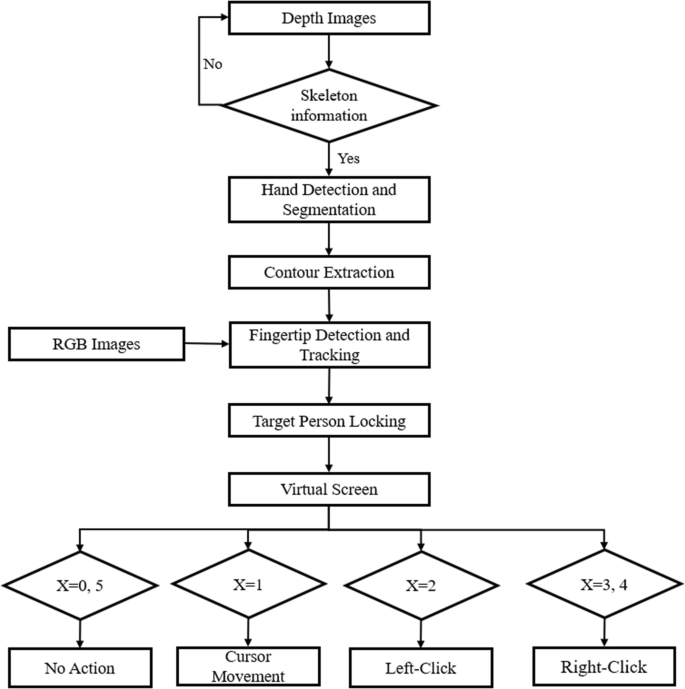 Depth Images
No
Skeleton
information
Yes
Hand Detection and
Segmentation
Contour Extraction
RGB Images
Fingertip Detection and
Tracking
Target Person Locking
Virtual Screen
X=0, 5
X=1
X=2
X=3, 4
No Action
Cursor
Movement
Left-Click
Right-Click